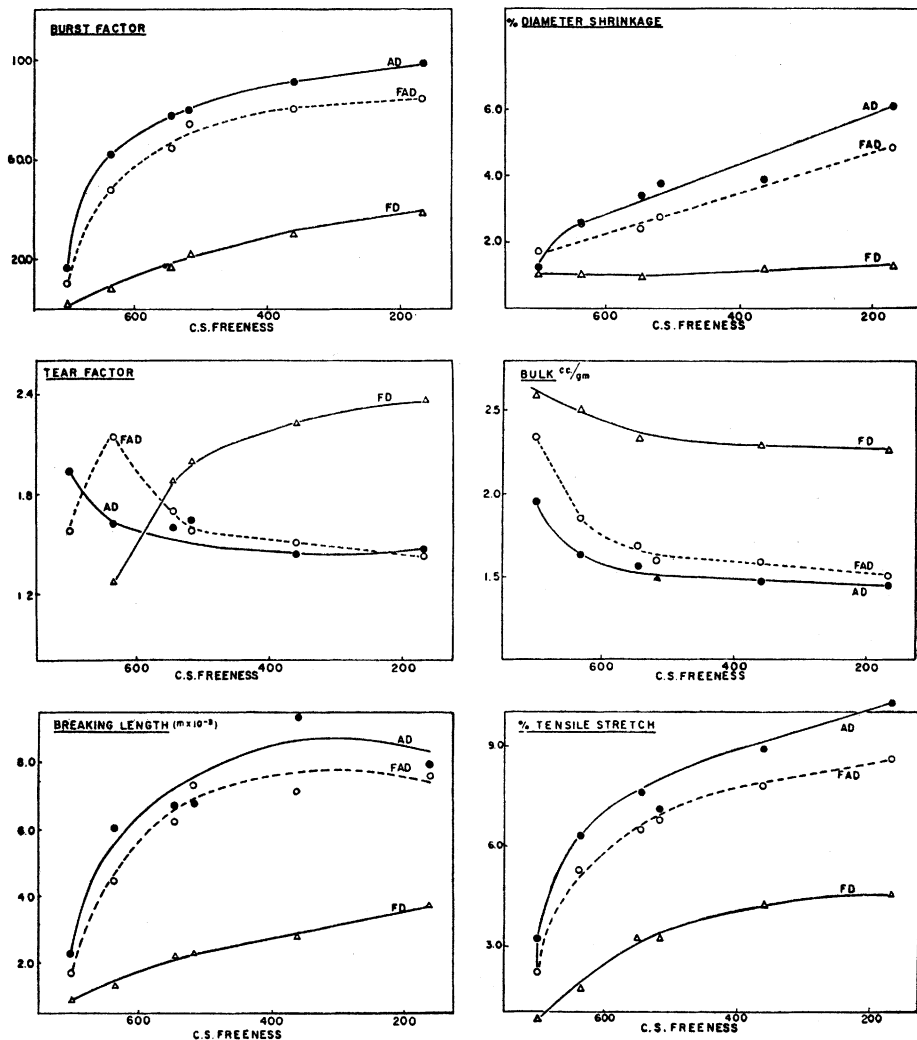 BURST FACTOR
100
60.0
20.0
AD
FAD
FD
600
400
200
C.S. FREENESS
% DIAMETER SHRINKAGE
6.0
4.0
2.0
AD
FAD
FD
600
400
200
C.S. FREENESS
TEAR FACTOR
2.4
1.8
1.2
FD
FAD
AD
600
400
200
C.S. FREENESS
BULK cc/gm
2.5
2.0
1.5
FD
FAD
AD
600
400
200
C.S. FREENESS
BREAKING LENGTH (m x 10-3)
8.0
6.0
4.0
2.0
AD
FAD
FD
600
400
200
C.S. FREENESS
% TENSILE STRETCH
9.0
6.0
3.0
AD
FAD
FD
600
400
200
C.S. FREENESS